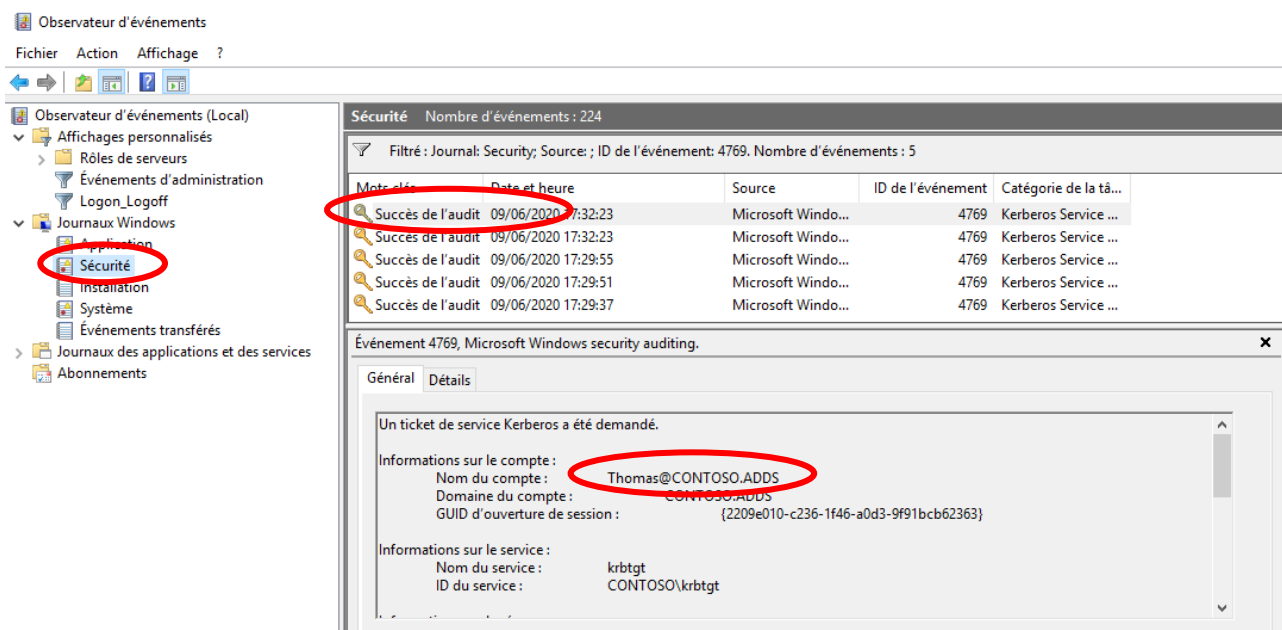 Observateur d'événements
Fichier Action Affichage ?
Observateur d'événements (Local)
Affichages personnalisés
Rôles de serveurs
Événements d'administration
Logon_Logoff
Journaux Windows
Application
Sécurité
Installation
Système
Événements transférés
Journaux des applications et des services
Abonnements
Sécurité Nombre d'événements : 224
Filtré : Journal: Security; Source: ; ID de l'événement: 4769. Nombre d'événements : 5
Mots clés Date et heure Source ID de l'événement Catégorie de la tâ...
Succès de l'audit 09/06/2020 17:32:23 Microsoft Windo... 4769 Kerberos Service ...
Succès de l'audit 09/06/2020 17:32:23 Microsoft Windo... 4769 Kerberos Service ...
Succès de l'audit 09/06/2020 17:29:55 Microsoft Windo... 4769 Kerberos Service ...
Succès de l'audit 09/06/2020 17:29:51 Microsoft Windo... 4769 Kerberos Service ...
Succès de l'audit 09/06/2020 17:29:37 Microsoft Windo... 4769 Kerberos Service ...
Événement 4769, Microsoft Windows security auditing.
Général Détails
Un ticket de service Kerberos a été demandé.
Informations sur le compte :
Nom du compte : Thomas@CONTOSO.ADDS
Domaine du compte : CONTOSO.ADDS
GUID d'ouverture de session : {2209e010-c236-1f46-a0d3-9f91bcb62363}
Informations sur le service :
Nom du service : krbtgt
ID du service : CONTOSO\krbtgt